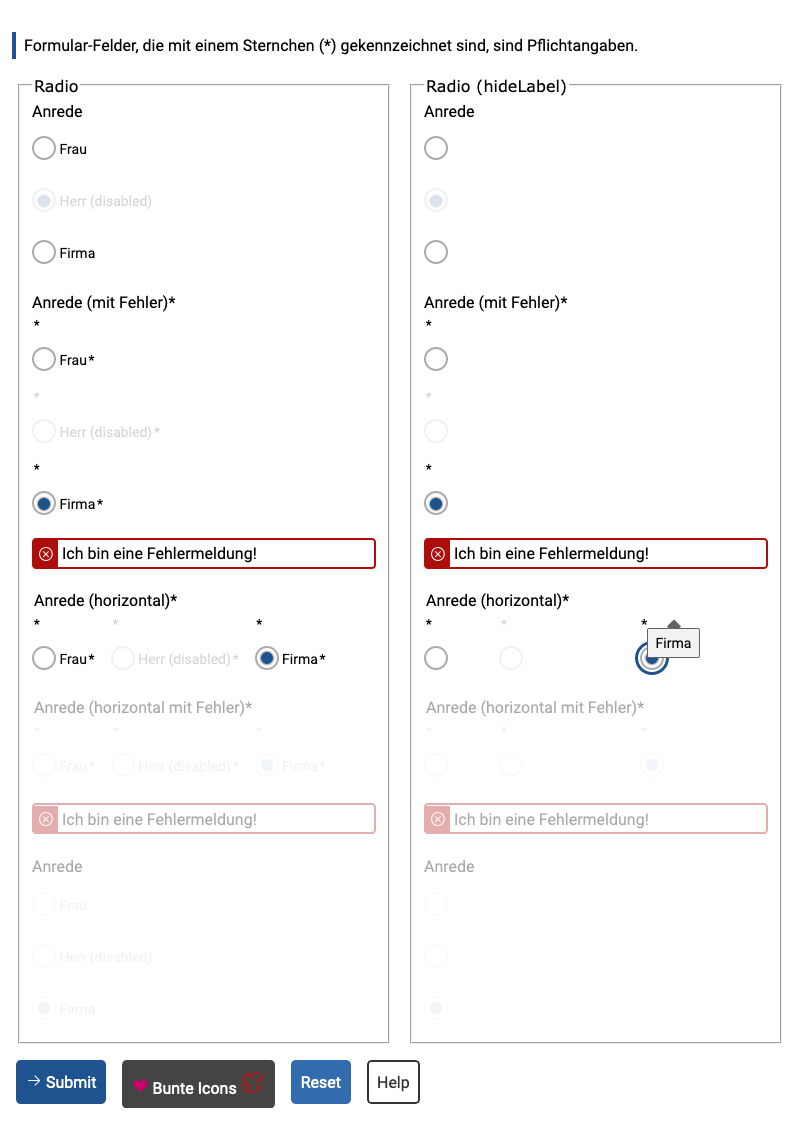 Formular-Felder, die mit einem Sternchen (*) gekennzeichnet sind, sind Pflichtangaben.
Radio
Anrede
Frau
Herr (disabled)
Firma
Anrede (mit Fehler)*
*
Frau*
*
Herr (disabled)*
*
Firma*
Ich bin eine Fehlermeldung!
Anrede (horizontal)*
* * *
Frau* Herr (disabled)* Firma*
Anrede (horizontal mit Fehler)*
* * *
Frau* Herr (disabled)* Firma*
Ich bin eine Fehlermeldung!
Anrede
Frau
Herr (disabled)
Firma
Radio (hideLabel)
Anrede
Anrede (mit Fehler)*
*
*
*
Ich bin eine Fehlermeldung!
Anrede (horizontal)*
* * *
Firma
Anrede (horizontal mit Fehler)*
* * *
Ich bin eine Fehlermeldung!
Anrede
Submit Bunte Icons Reset Help